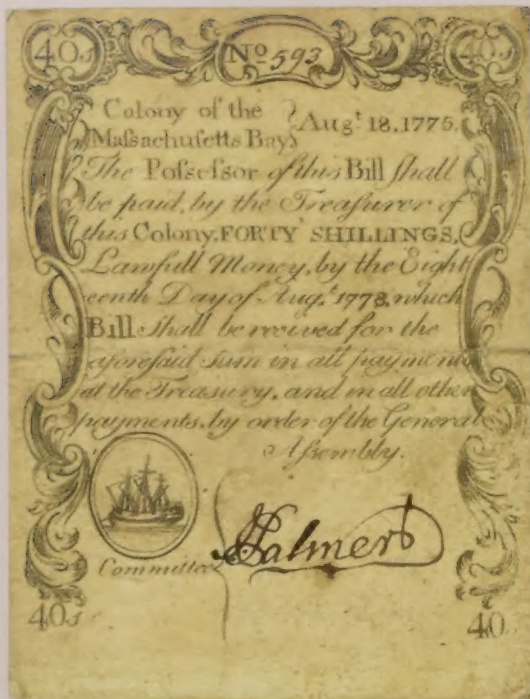 40s No 593 40s
Colony of the
Maſsachuſetts Bay } Augt. 18, 1775.
The Poſseſsor of this Bill ſhall
be paid, by the Treaſurer of
this Colony, FORTY SHILLINGS,
Lawfull Money, by the Eight
eenth Day of Augt. 1778, which
Bill ſhall be received for the
aforeſaid sum in all payments
at the Treaſury, and in all other
payments, by order of the General
Aſsembly.
Committee { JPalmer
40s 40